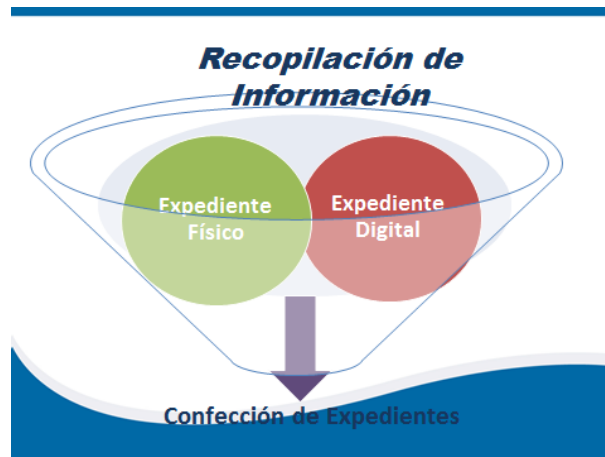 Recopilación de
Información
Expediente
Físico
Expediente
Digital
Confección de Expedientes